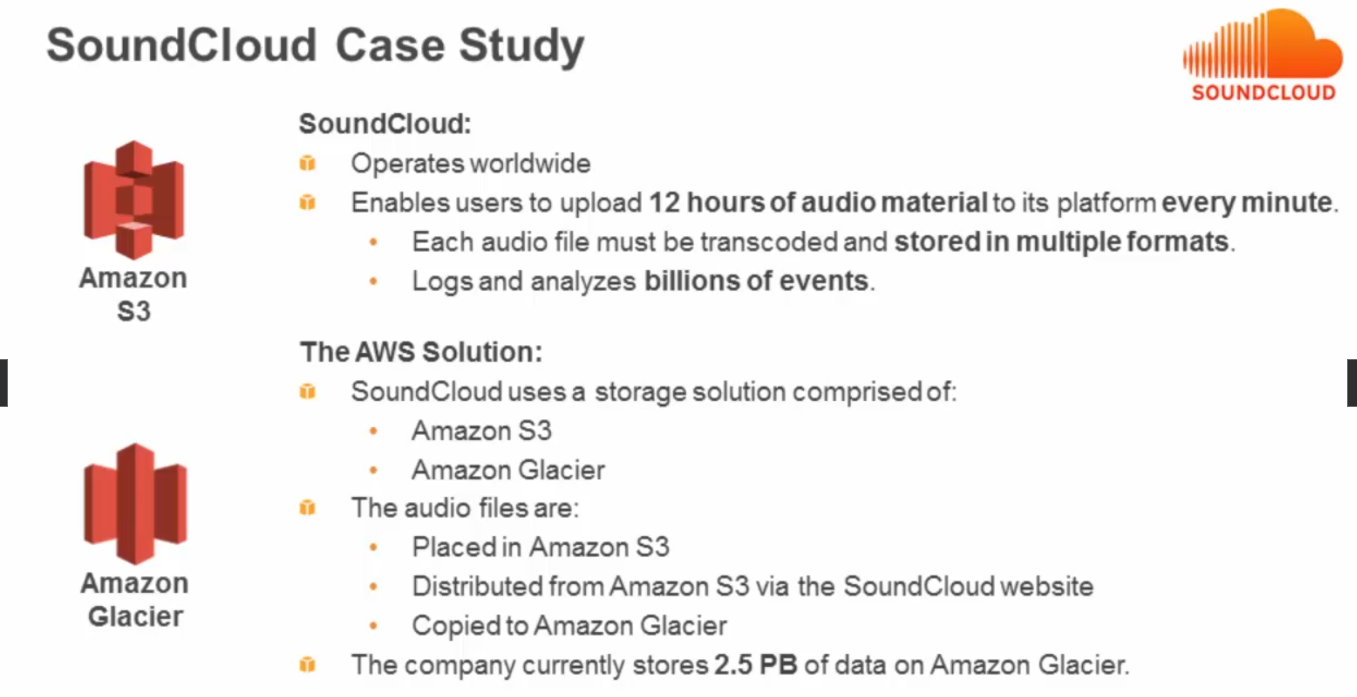 SoundCloud Case Study
SOUNDCLOUD
SoundCloud:
Operates worldwide
Enables users to upload 12 hours of audio material to its platform every minute.
Each audio file must be transcoded and stored in multiple formats.
Logs and analyzes billions of events.
Amazon
S3
The AWS Solution:
SoundCloud uses a storage solution comprised of:
Amazon S3
Amazon Glacier
The audio files are:
Placed in Amazon S3
Distributed from Amazon S3 via the SoundCloud website
Copied to Amazon Glacier
The company currently stores 2.5 PB of data on Amazon Glacier.
Amazon
Glacier